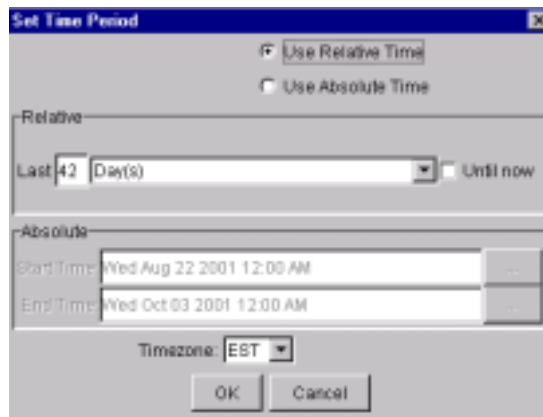 Set Time Period
Use Relative Time
Use Absolute Time
Relative
Last 42 Day(s) Until now
Absolute
Start Time: Wed Aug 22 2001 12:00 AM ...
End Time: Wed Oct 03 2001 12:00 AM ...
Timezone: EST
OK Cancel